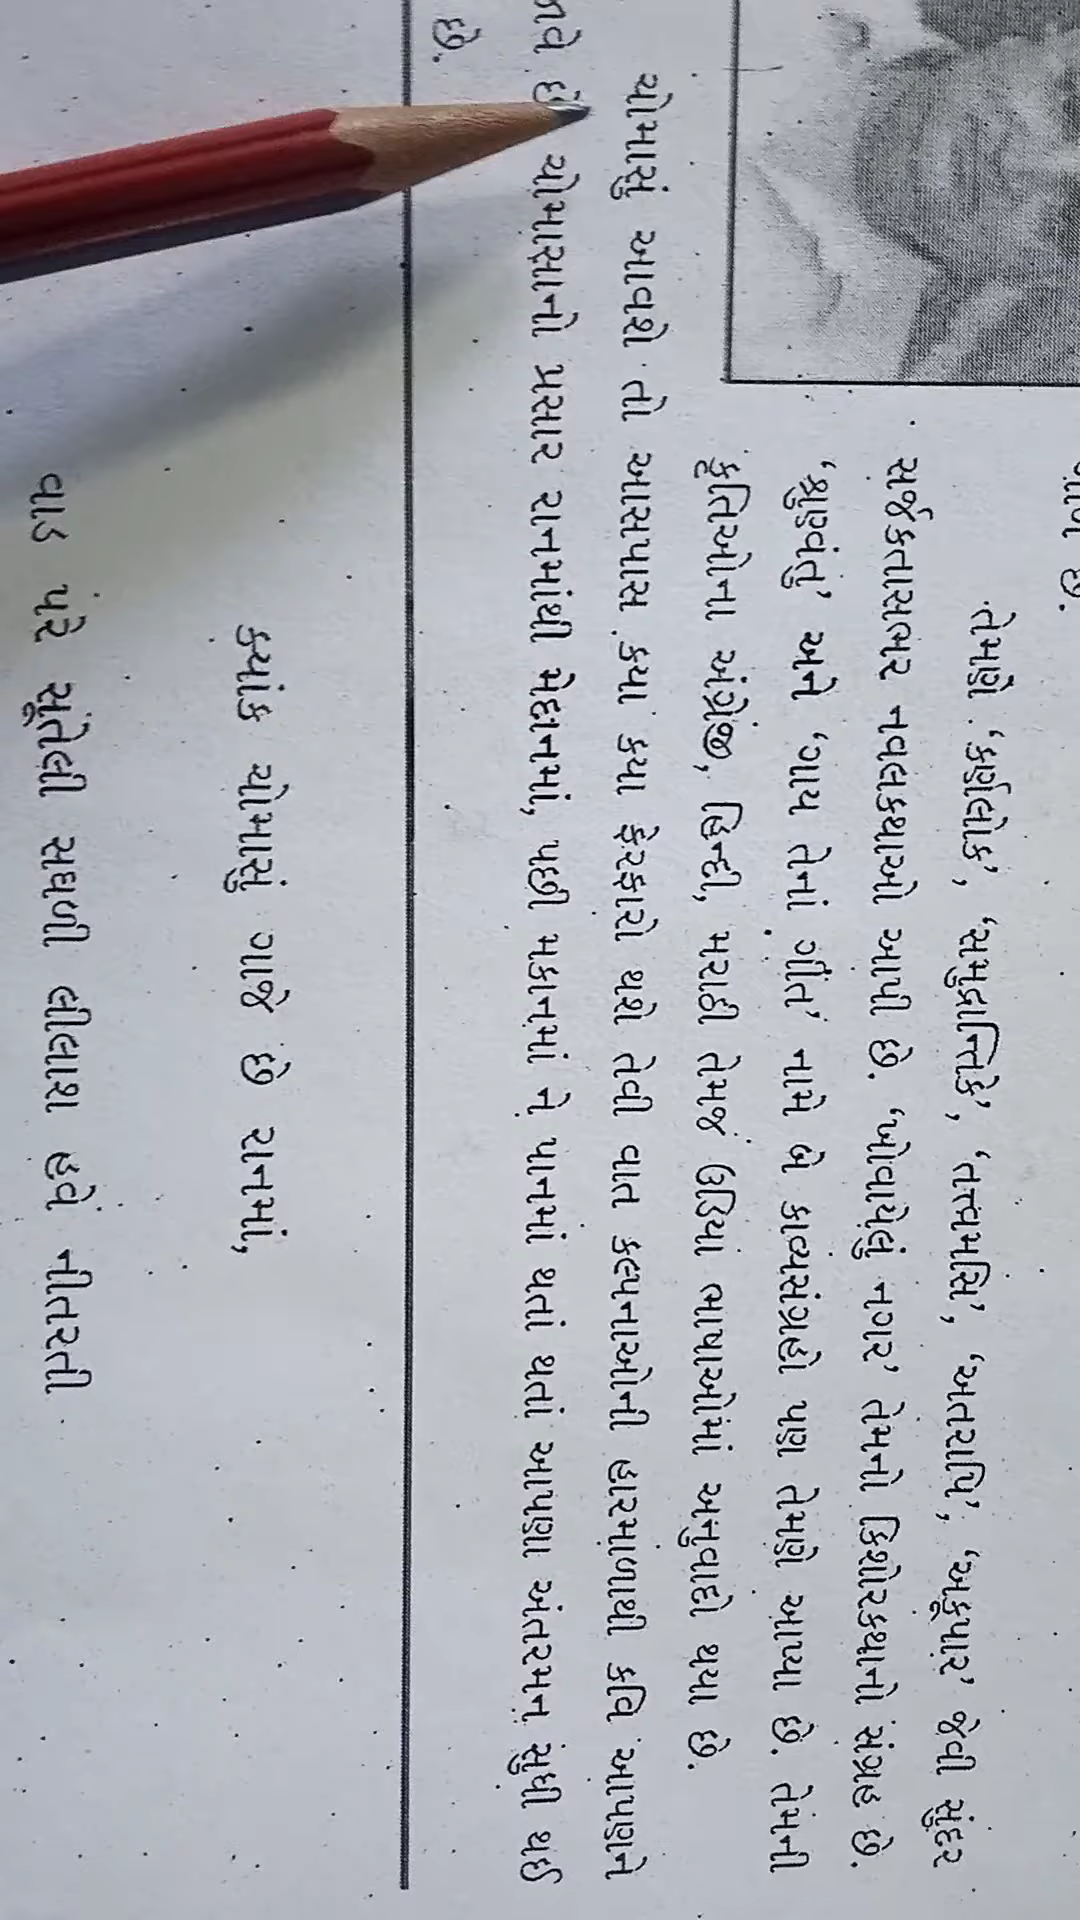 છે.
તેમણે 'કર્ણલોક', 'સમુદ્રાન્તિકે', 'તત્વમસિ', 'અતરાપિ', 'અકૂપાર' જેવી સુંદર
સર્જકતાસભર નવલકથાઓ આપી છે. 'ખોવાયેલું નગર' તેમનો કિશોરકથાનો સંગ્રહ છે.
'શ્રુણ્વંતુ' અને 'ગાય તેનાં ગીત' નામે બે કાવ્યસંગ્રહો પણ તેમણે આપ્યા છે. તેમની
કૃતિઓના અંગ્રેજી, હિન્દી, મરાઠી તેમજ ઉડિયા ભાષાઓમાં અનુવાદો થયા છે.
ચોમાસું આવશે તો આસપાસ ક્યા ક્યા ફેરફારો થશે તેવી વાત કલ્પનાઓની હારમાળાથી કવિ આપણને
છે ચોમાસાનો પ્રસાર રાનમાંથી મેદાનમાં, પછી મકાનમાં ને પાનમાં થતાં થતાં આપણા અંતરમન સુધી થઈ
છે.
ક્યાંક ચોમાસું ગાજે છે રાનમાં,
વાડ પરે સૂતેલી સઘળી લીલાશ હવે નીતરતી